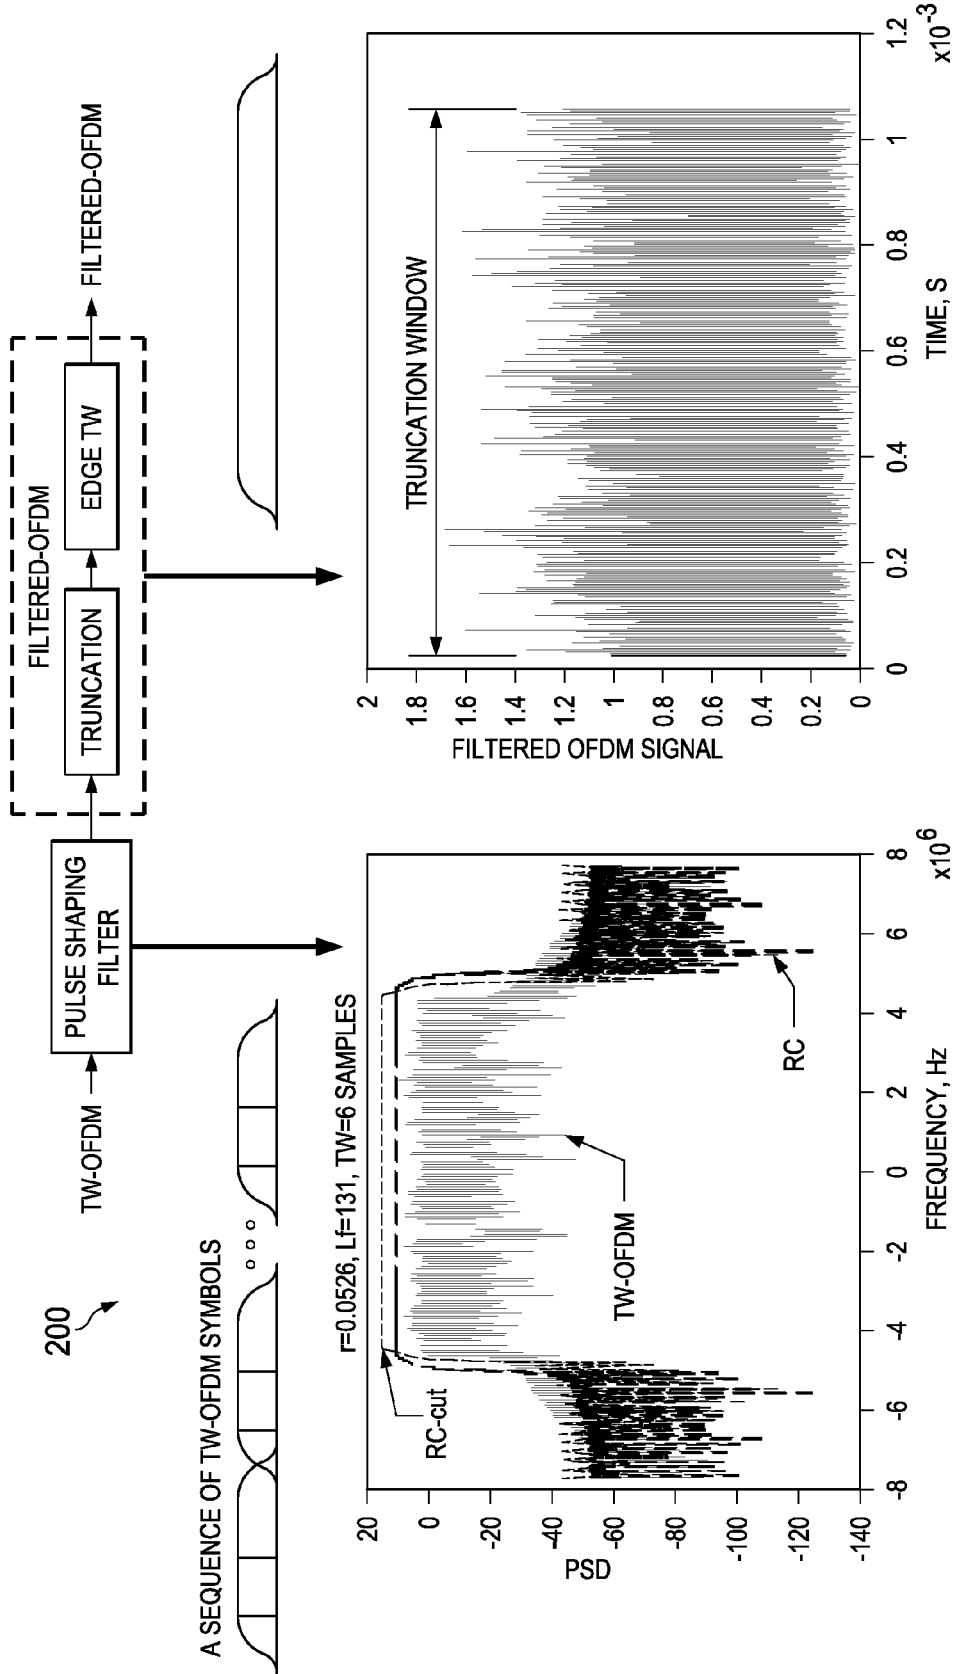 200
A SEQUENCE OF TW-OFDM SYMBOLS
TW-OFDM
PULSE SHAPING
FILTER
FILTERED-OFDM
TRUNCATION
EDGE TW
FILTERED-OFDM
r=0.0526, Lf=131, TW=6 SAMPLES
20
0
-20
-40
-60
-80
-100
-120
-140
PSD
RC-cut
TW-OFDM
RC
-8
-6
-4
-2
0
2
4
6
8
x10^6
FREQUENCY, Hz
2
1.8
1.6
1.4
1.2
1
0.8
0.6
0.4
0.2
0
FILTERED OFDM SIGNAL
TRUNCATION WINDOW
0
0.2
0.4
0.6
0.8
1
1.2
x10^-3
TIME, S